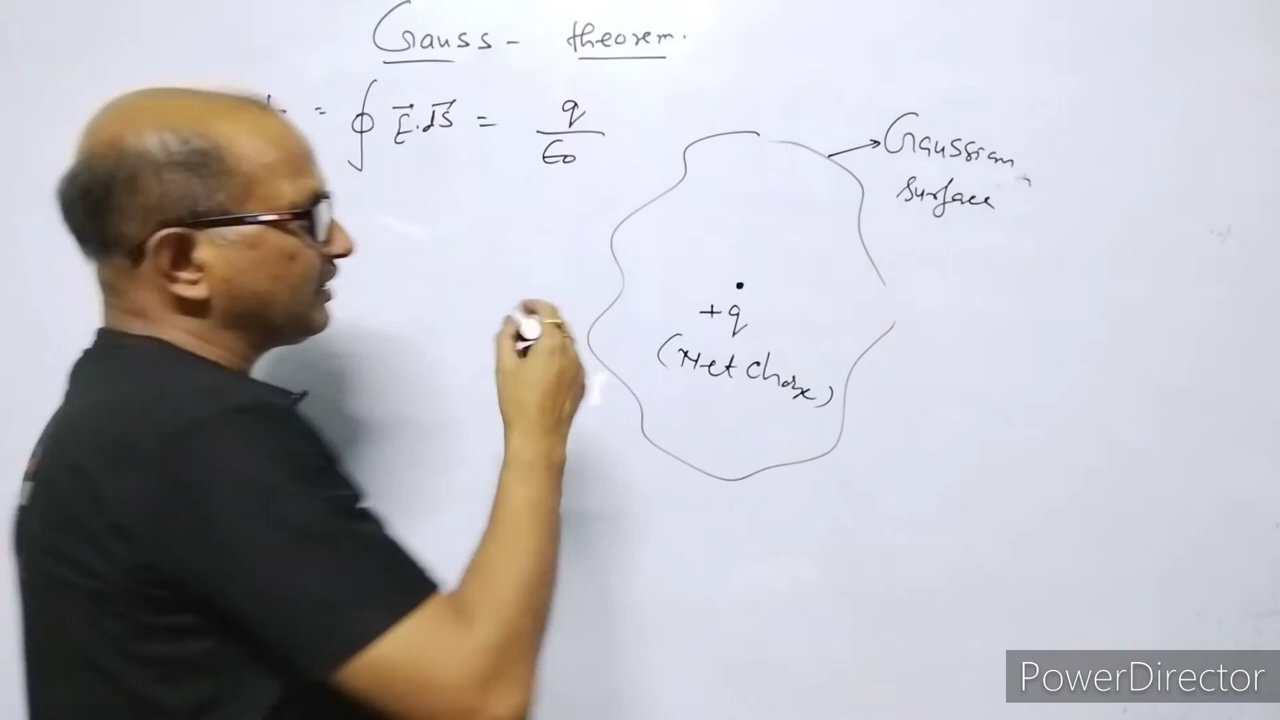 Gauss - theorem.
= ∮ E⃗.dS⃗ = q/ε₀
Gaussian
surface
+q
(Net charge)
PowerDirector